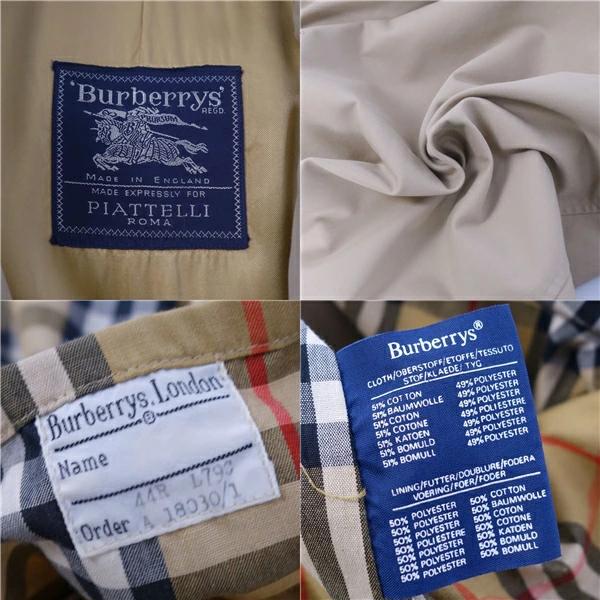 'Burberrys'
REGD.
PRORSUM
MADE IN ENGLAND
MADE EXPRESSLY FOR
PIATTELLI
ROMA
Burberrys. London
®
Name
44R L793
Order A 18030/1
Burberrys®
CLOTH/OBERSTOFF/ETOFFE/TESSUTO
STOF/KLAEDE/TYG
51% COTTON 49% POLYESTER
51% BAUMWOLLE 49% POLYESTER
51% COTON 49% POLYESTER
51% COTONE 49% POLIESTERE
51% KATOEN 49% POLYESTER
51% BOMULD 49% POLYESTER
51% BOMULL 49% POLYESTER
LINING/FUTTER/DOUBLURE/FODERA
VOERING/FOER/FODER
50% POLYESTER 50% COTTON
50% POLYESTER 50% BAUMWOLLE
50% POLYESTER 50% COTON
50% POLIESTERE 50% COTONE
50% POLYESTER 50% KATOEN
50% POLYESTER 50% BOMULD
50% POLYESTER 50% BOMULL